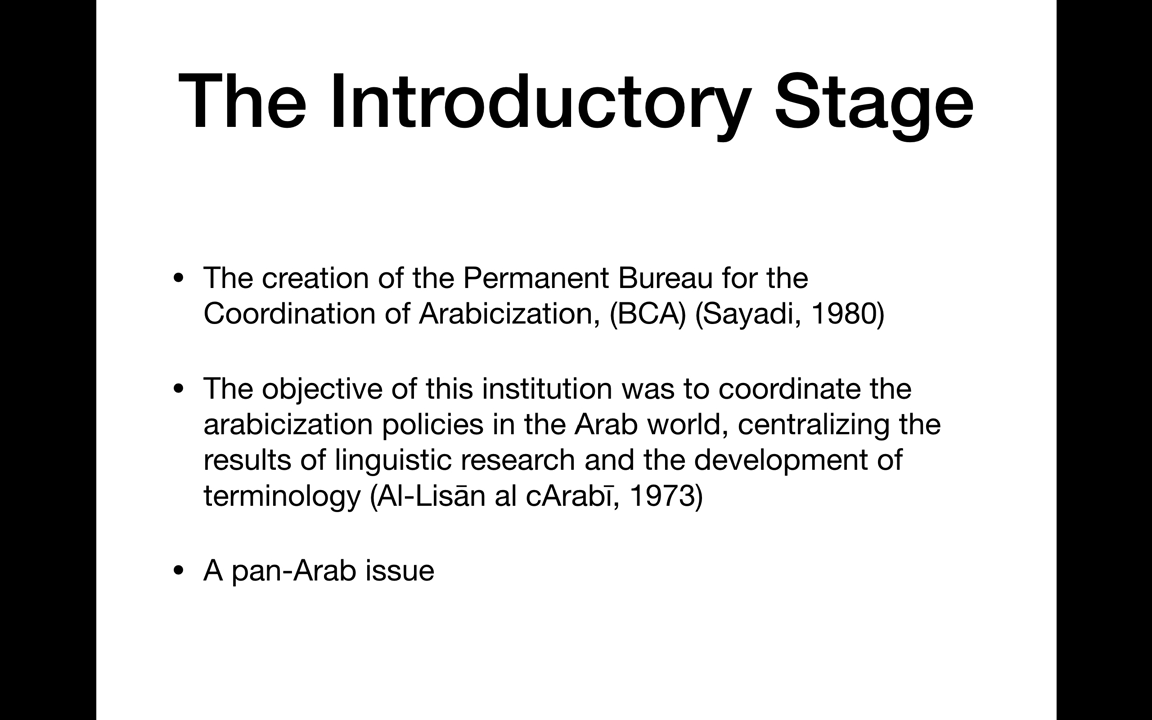 The Introductory Stage
• The creation of the Permanent Bureau for the
Coordination of Arabicization, (BCA) (Sayadi, 1980)
• The objective of this institution was to coordinate the
arabicization policies in the Arab world, centralizing the
results of linguistic research and the development of
terminology (Al-Lisān al cArabī, 1973)
• A pan-Arab issue